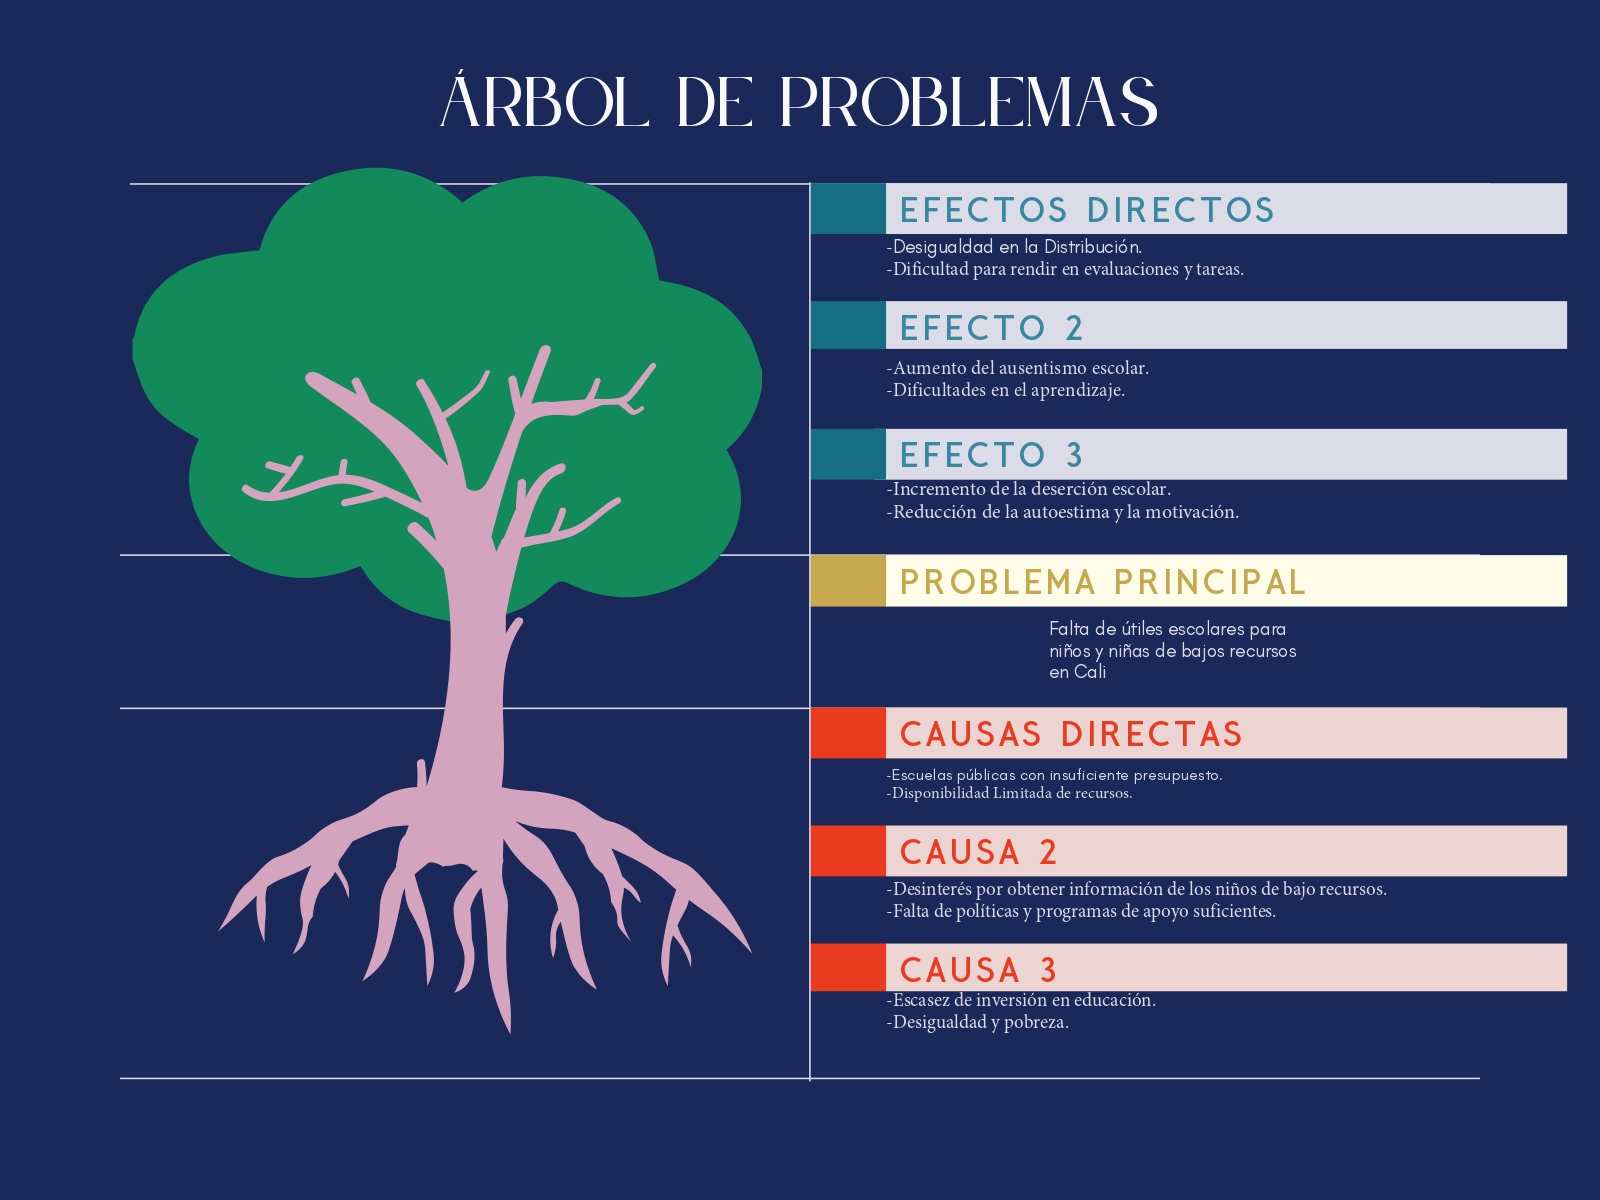 ÁRBOL DE PROBLEMAS
EFECTOS DIRECTOS
-Desigualdad en la Distribución.
-Dificultad para rendir en evaluaciones y tareas.
EFECTO 2
-Aumento del ausentismo escolar.
-Dificultades en el aprendizaje.
EFECTO 3
-Incremento de la deserción escolar.
-Reducción de la autoestima y la motivación.
PROBLEMA PRINCIPAL
Falta de útiles escolares para
niños y niñas de bajos recursos
en Cali
CAUSAS DIRECTAS
-Escuelas públicas con insuficiente presupuesto.
-Disponibilidad Limitada de recursos.
CAUSA 2
-Desinterés por obtener información de los niños de bajo recursos.
-Falta de políticas y programas de apoyo suficientes.
CAUSA 3
-Escasez de inversión en educación.
-Desigualdad y pobreza.